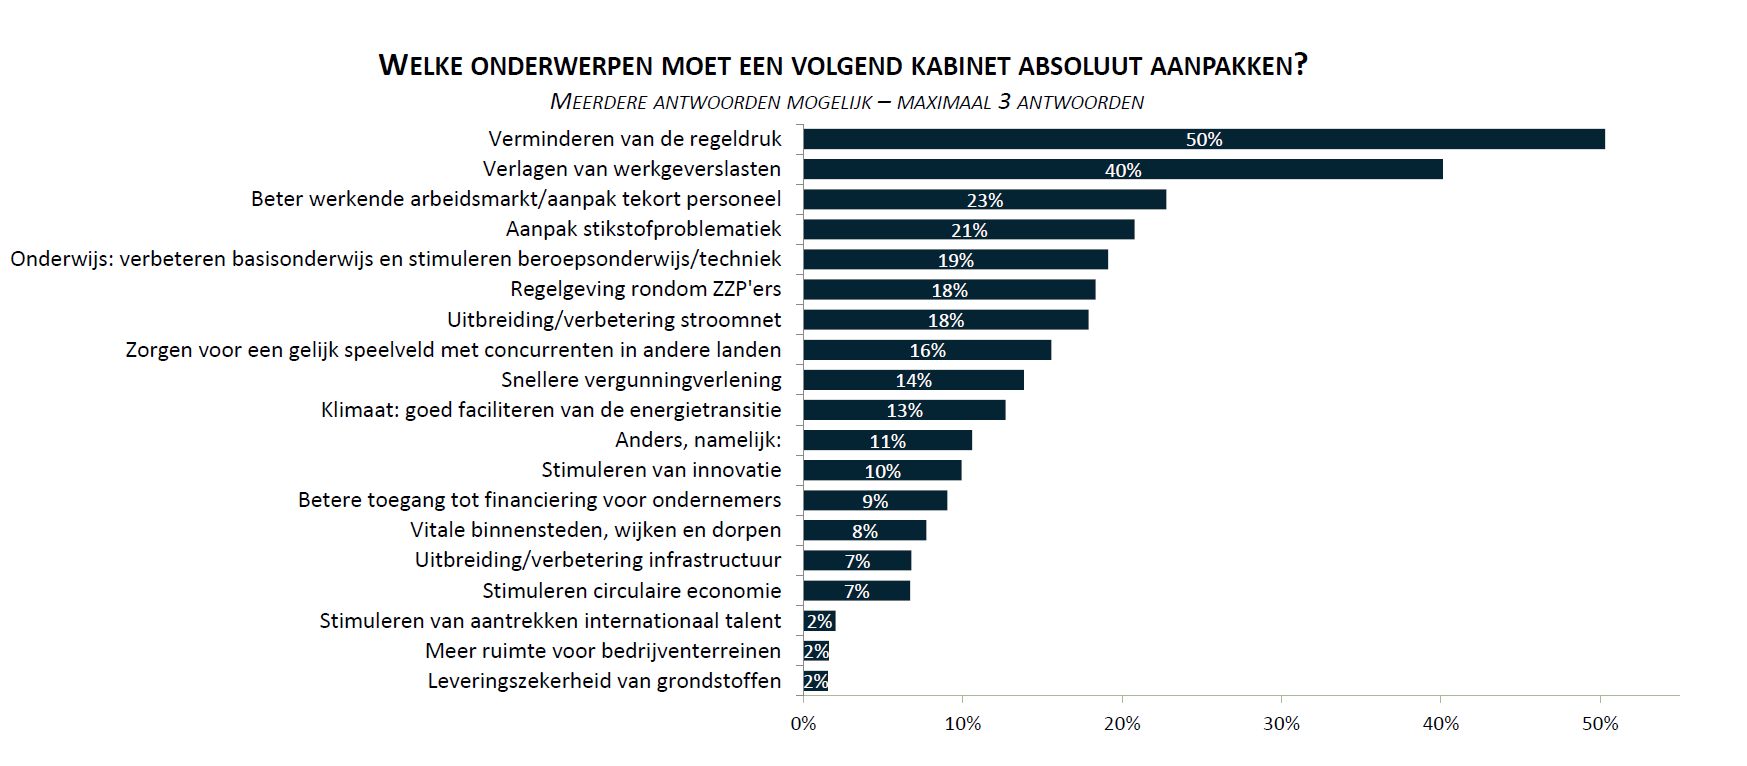 WELKE ONDERWERPEN MOET EEN VOLGEND KABINET ABSOLUUT AANPAKKEN?
MEERDERE ANTWOORDEN MOGELIJK – MAXIMAAL 3 ANTWOORDEN
Verminderen van de regeldruk 50%
Verlagen van werkgeverslasten 40%
Beter werkende arbeidsmarkt/aanpak tekort personeel 23%
Aanpak stikstofproblematiek 21%
Onderwijs: verbeteren basisonderwijs en stimuleren beroepsonderwijs/techniek 19%
Regelgeving rondom ZZP'ers 18%
Uitbreiding/verbetering stroomnet 18%
Zorgen voor een gelijk speelveld met concurrenten in andere landen 16%
Snellere vergunningverlening 14%
Klimaat: goed faciliteren van de energietransitie 13%
Anders, namelijk: 11%
Stimuleren van innovatie 10%
Betere toegang tot financiering voor ondernemers 9%
Vitale binnensteden, wijken en dorpen 8%
Uitbreiding/verbetering infrastructuur 7%
Stimuleren circulaire economie 7%
Stimuleren van aantrekken internationaal talent 2%
Meer ruimte voor bedrijventerreinen 2%
Leveringszekerheid van grondstoffen 2%
0% 10% 20% 30% 40% 50%